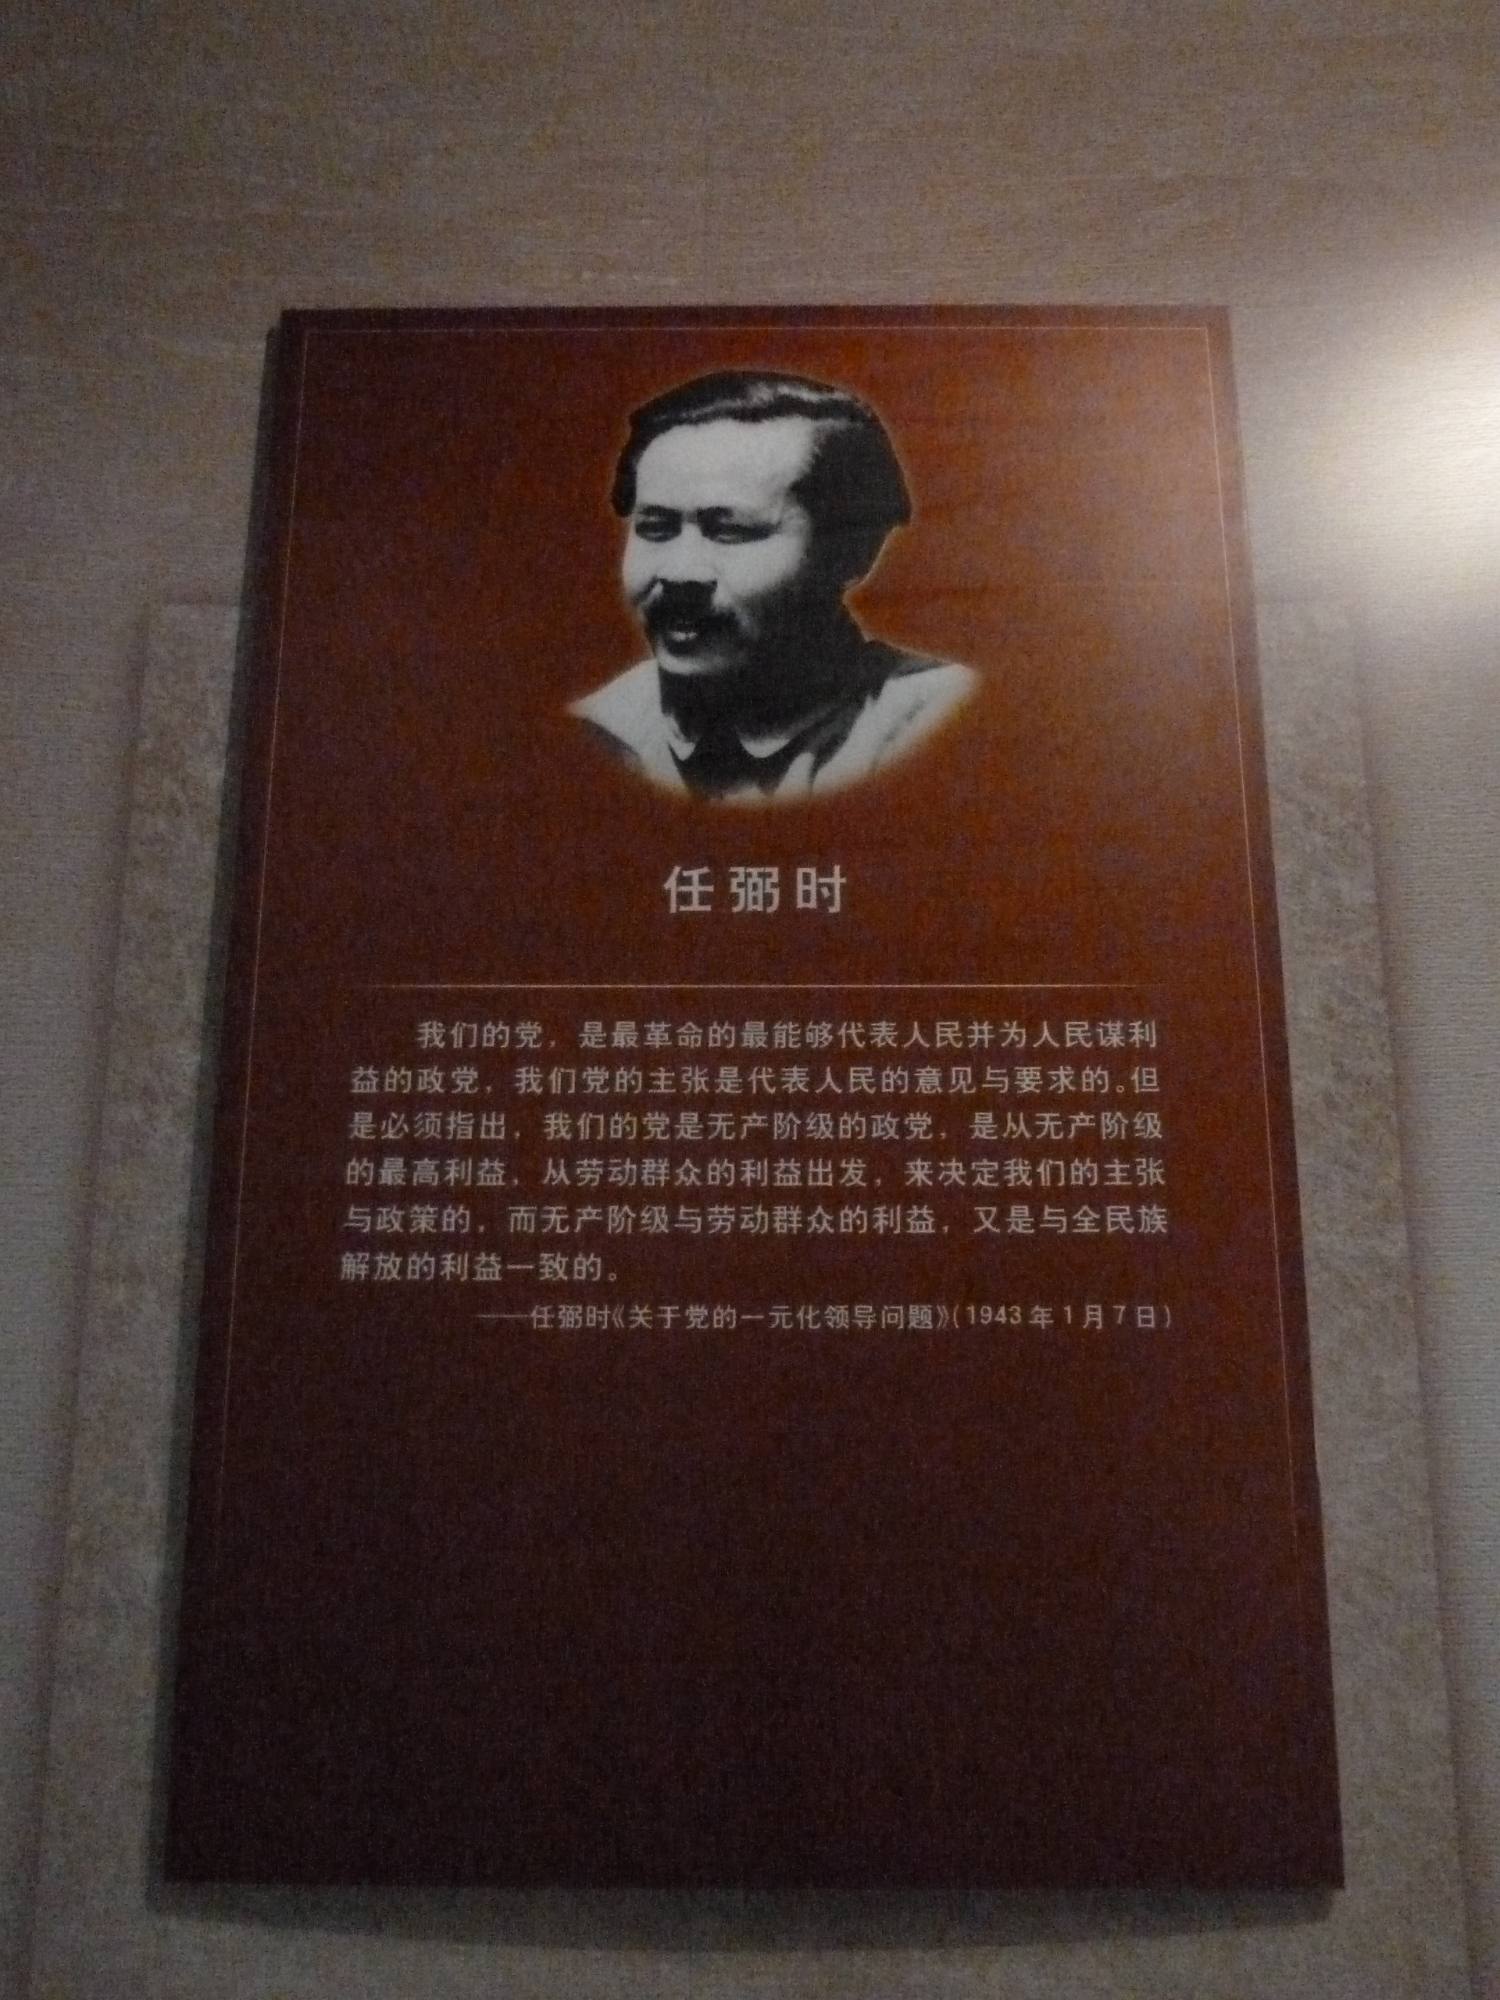 任弼时
我们的党，是最革命的最能够代表人民并为人民谋利
益的政党，我们党的主张是代表人民的意见与要求的。但
是必须指出，我们的党是无产阶级的政党，是从无产阶级
的最高利益，从劳动群众的利益出发，来决定我们的主张
与政策的，而无产阶级与劳动群众的利益，又是与全民族
解放的利益一致的。
——任弼时《关于党的一元化领导问题》(1943年1月7日)